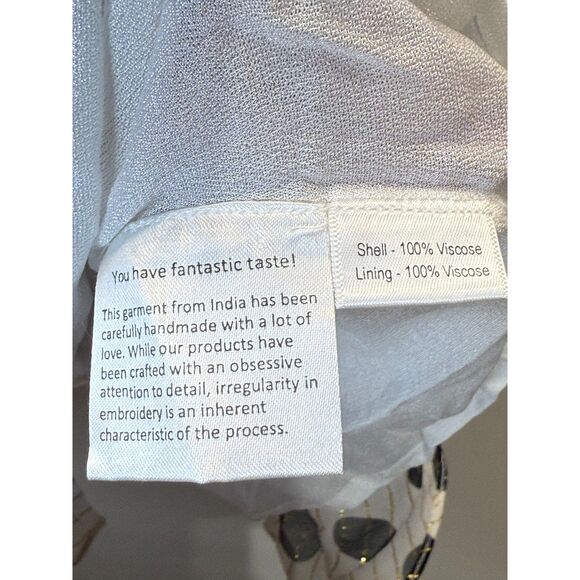 You have fantastic taste!
This garment from India has been
carefully handmade with a lot of
love. While our products have
been crafted with an obsessive
attention to detail, irregularity in
embroidery is an inherent
characteristic of the process.
Shell - 100% Viscose
Lining - 100% Viscose